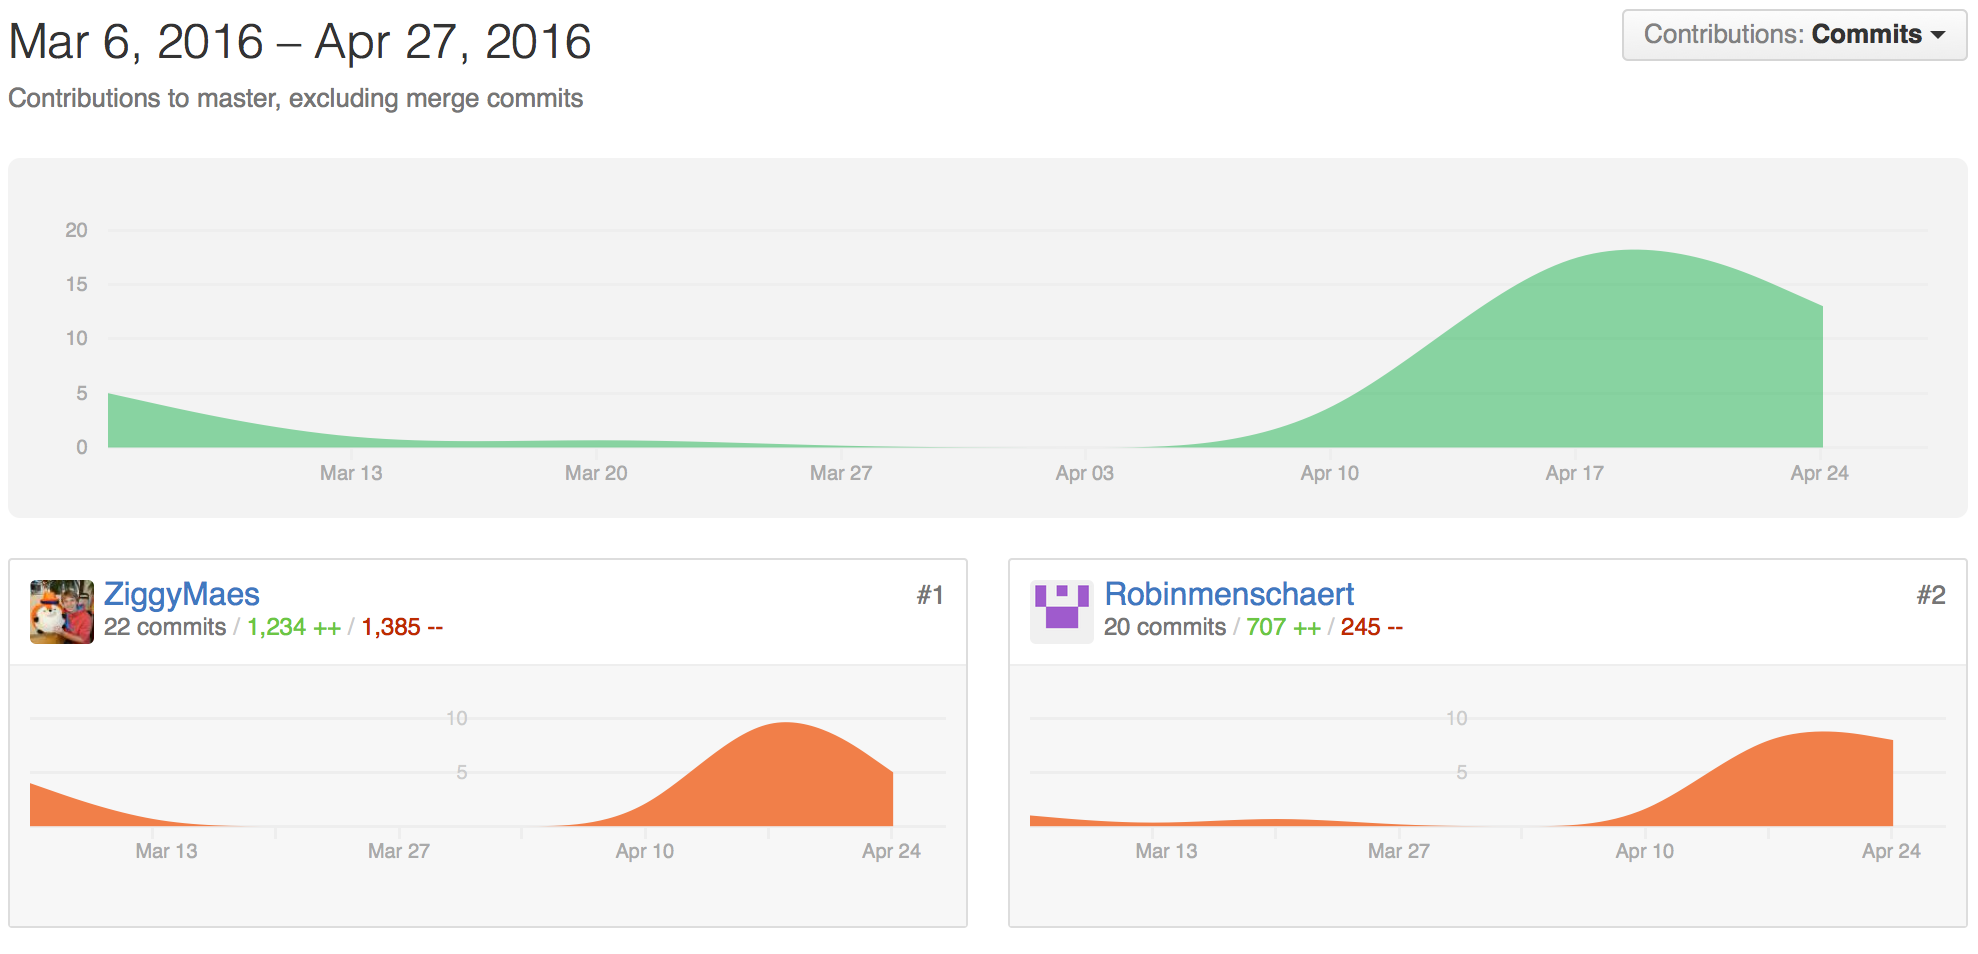 Mar 6, 2016 – Apr 27, 2016
Contributions: Commits
Contributions to master, excluding merge commits
20
15
10
5
0
Mar 13 Mar 20 Mar 27 Apr 03 Apr 10 Apr 17 Apr 24
ZiggyMaes #1
22 commits / 1,234 ++ / 1,385 --
10
5
Mar 13 Mar 27 Apr 10 Apr 24
Robinmenschaert #2
20 commits / 707 ++ / 245 --
10
5
Mar 13 Mar 27 Apr 10 Apr 24